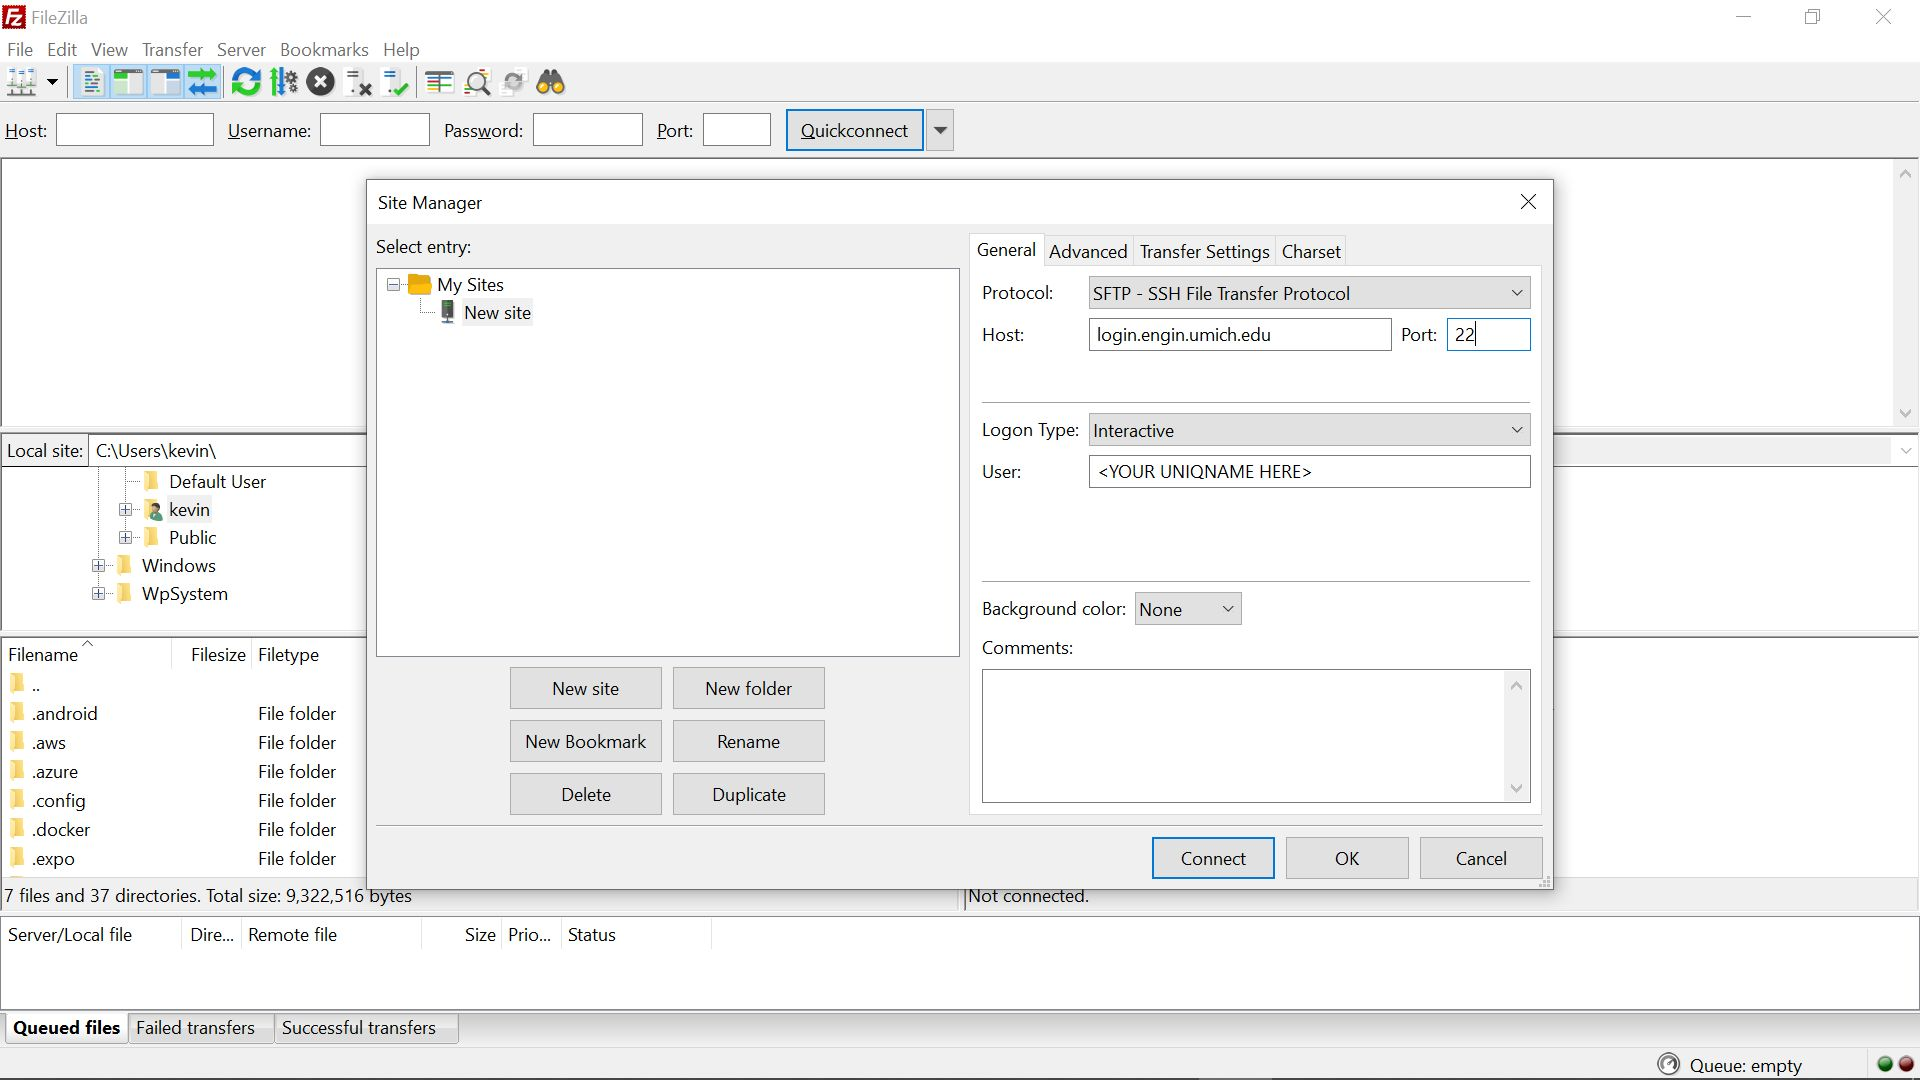 FileZilla
File Edit View Transfer Server Bookmarks Help
Host: Username: Password: Port: Quickconnect
Site Manager
Select entry:
My Sites
New site
New site New folder
New Bookmark Rename
Delete Duplicate
General Advanced Transfer Settings Charset
Protocol: SFTP - SSH File Transfer Protocol
Host: login.engin.umich.edu Port: 22
Logon Type: Interactive
User: <YOUR UNIQNAME HERE>
Background color: None
Comments:
Connect OK Cancel
Local site: C:\Users\kevin\
Default User
kevin
Public
Windows
WpSystem
Filename Filesize Filetype
..
.android File folder
.aws File folder
.azure File folder
.config File folder
.docker File folder
.expo File folder
7 files and 37 directories. Total size: 9,322,516 bytes
Not connected.
Server/Local file Dire... Remote file Size Prio... Status
Queued files Failed transfers Successful transfers
Queue: empty